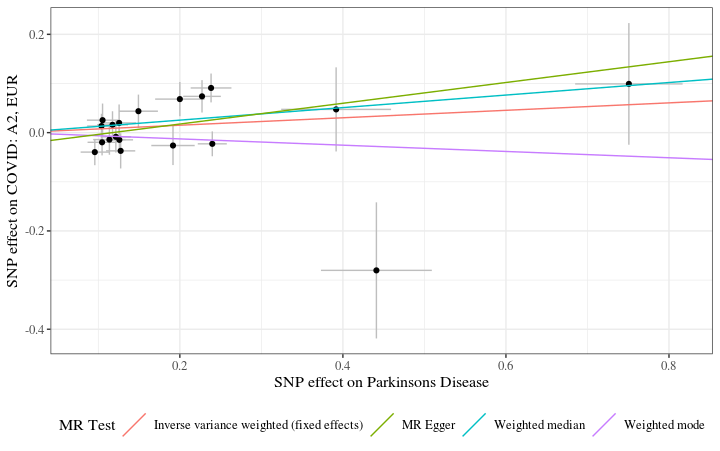 0.2
0.0
-0.2
-0.4
SNP effect on COVID: A2, EUR
0.2 0.4 0.6 0.8
SNP effect on Parkinsons Disease
MR Test Inverse variance weighted (fixed effects) MR Egger Weighted median Weighted mode